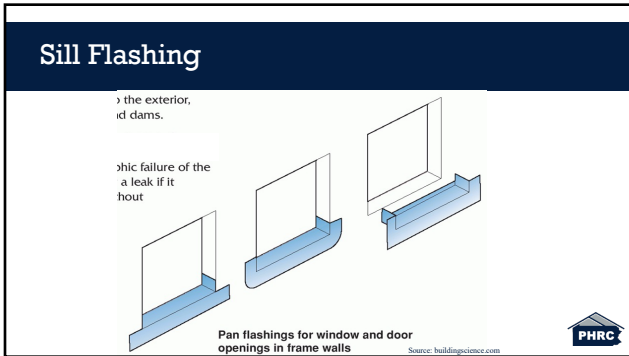 Sill Flashing
o the exterior,
nd dams.
phic failure of the
a leak if it
thout
Pan flashings for window and door
openings in frame walls
Source: buildingscience.com
PHRC